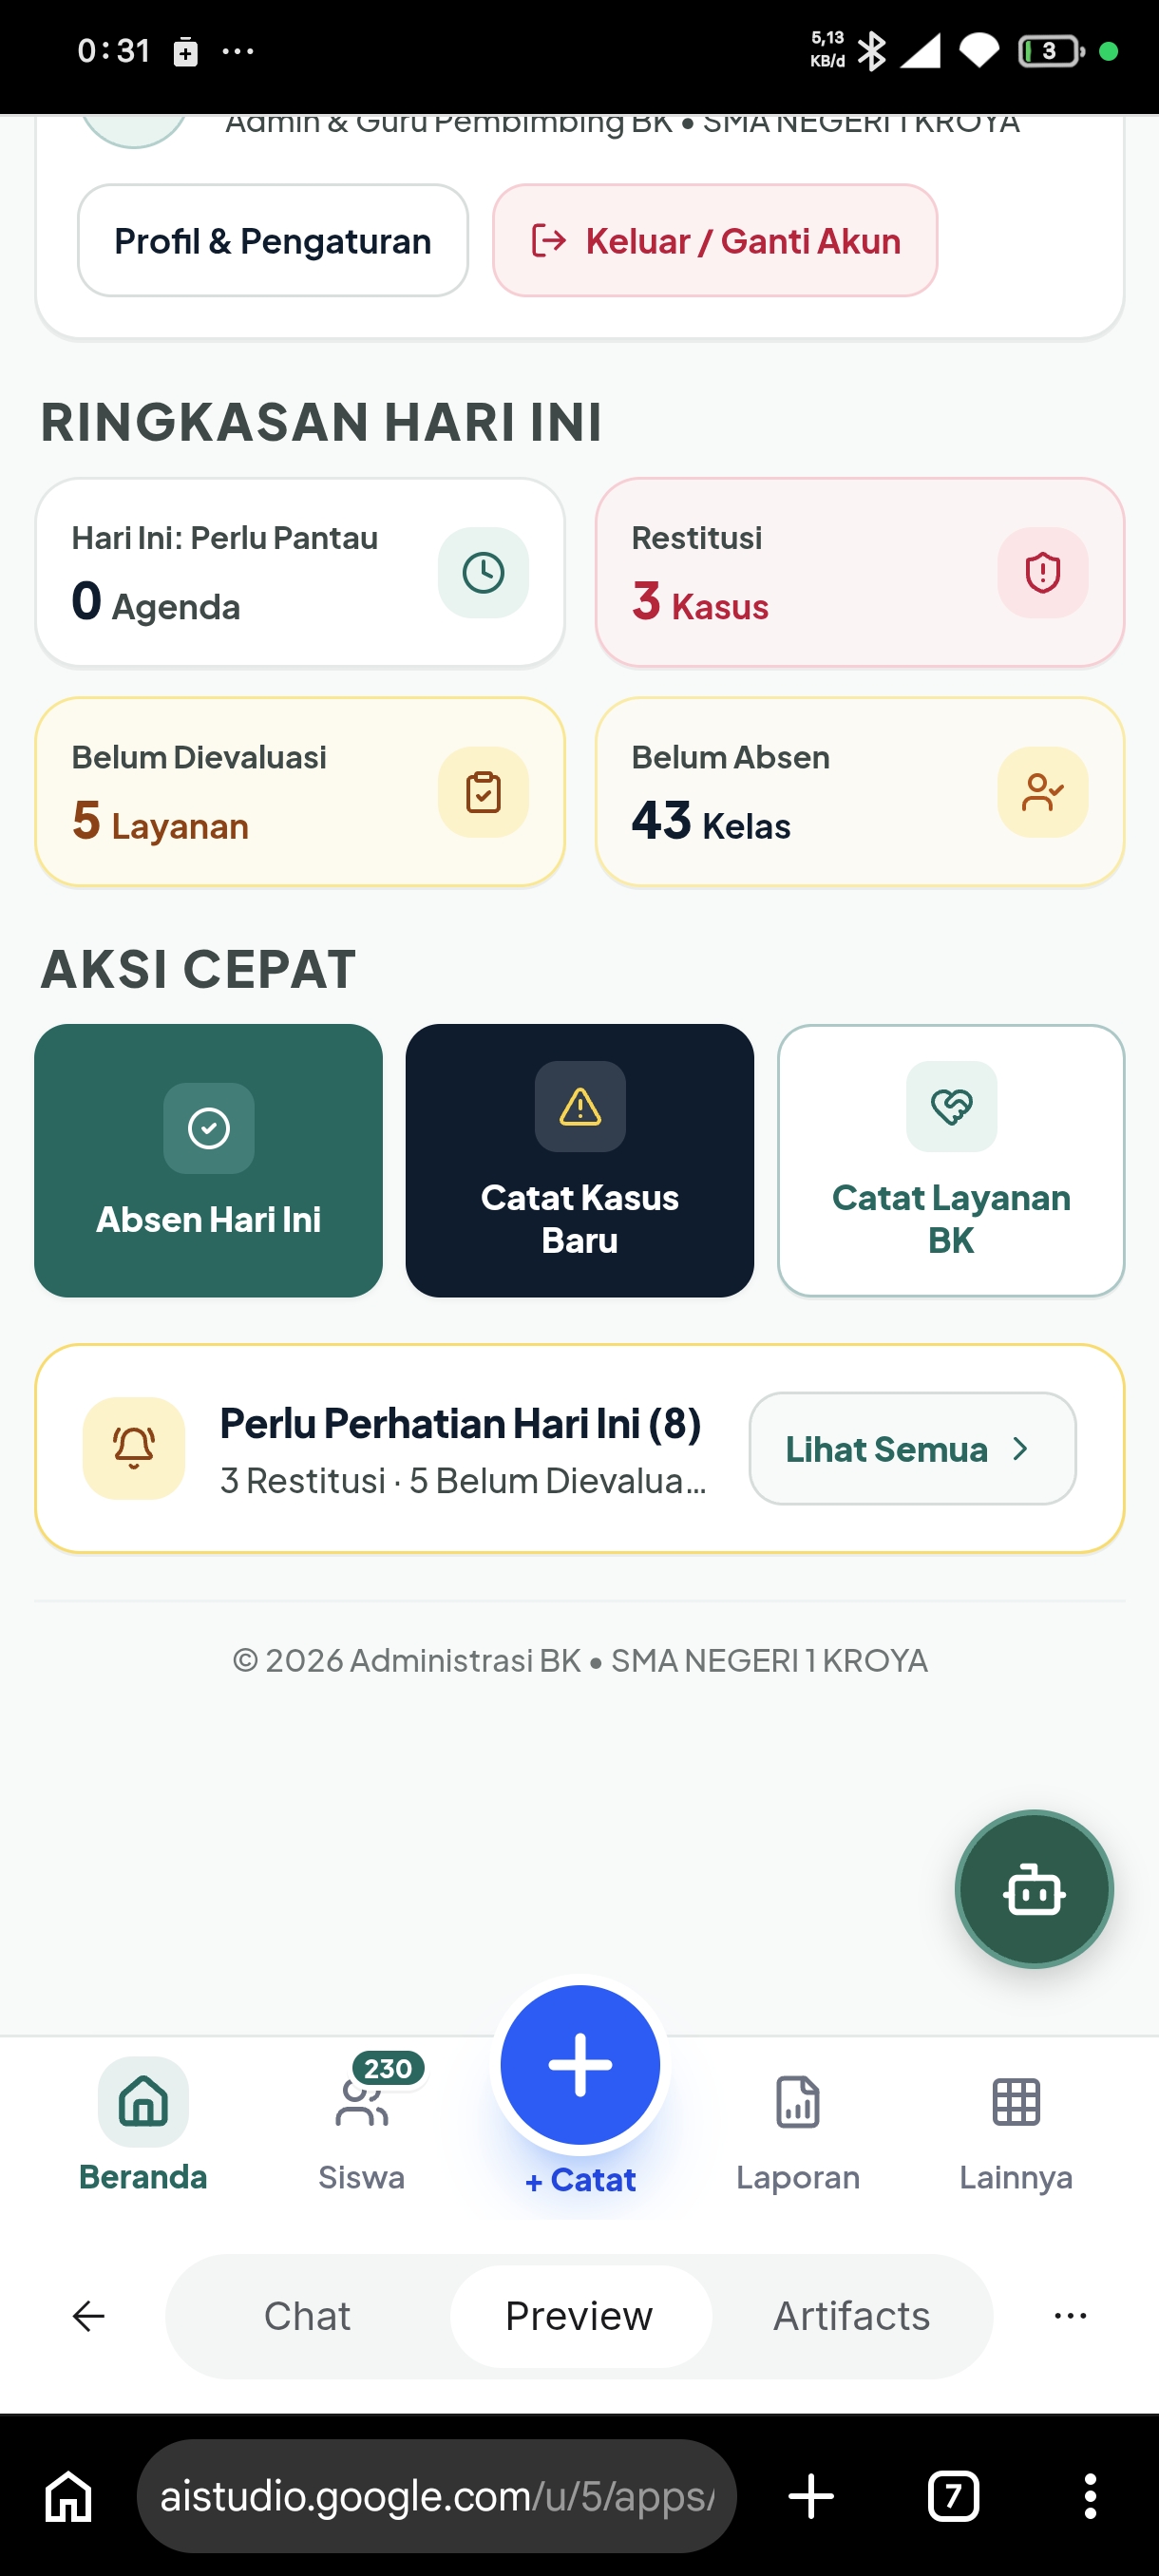 0:31
5,13
KB/d
3
Admin & Guru Pembimbing BK • SMA NEGERI 1 KROYA
Profil & Pengaturan
Keluar / Ganti Akun
RINGKASAN HARI INI
Hari Ini: Perlu Pantau
0 Agenda
Restitusi
3 Kasus
Belum Dievaluasi
5 Layanan
Belum Absen
43 Kelas
AKSI CEPAT
Absen Hari Ini
Catat Kasus
Baru
Catat Layanan
BK
Perlu Perhatian Hari Ini (8)
3 Restitusi · 5 Belum Dievalua...
Lihat Semua
© 2026 Administrasi BK • SMA NEGERI 1 KROYA
230
Beranda
Siswa
+ Catat
Laporan
Lainnya
Chat
Preview
Artifacts
aistudio.google.com/u/5/apps/
7